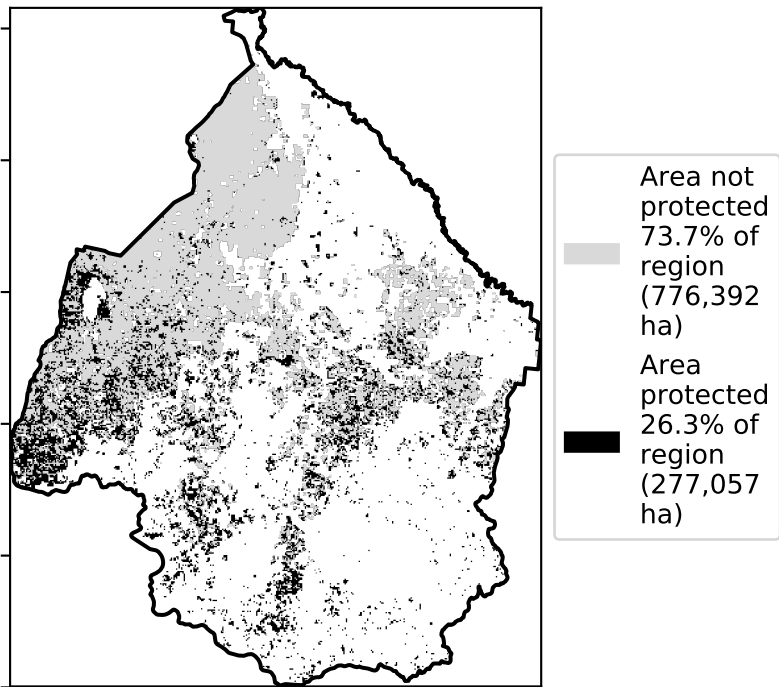 Area not
protected
73.7% of
region
(776,392
ha)
Area
protected
26.3% of
region
(277,057
ha)